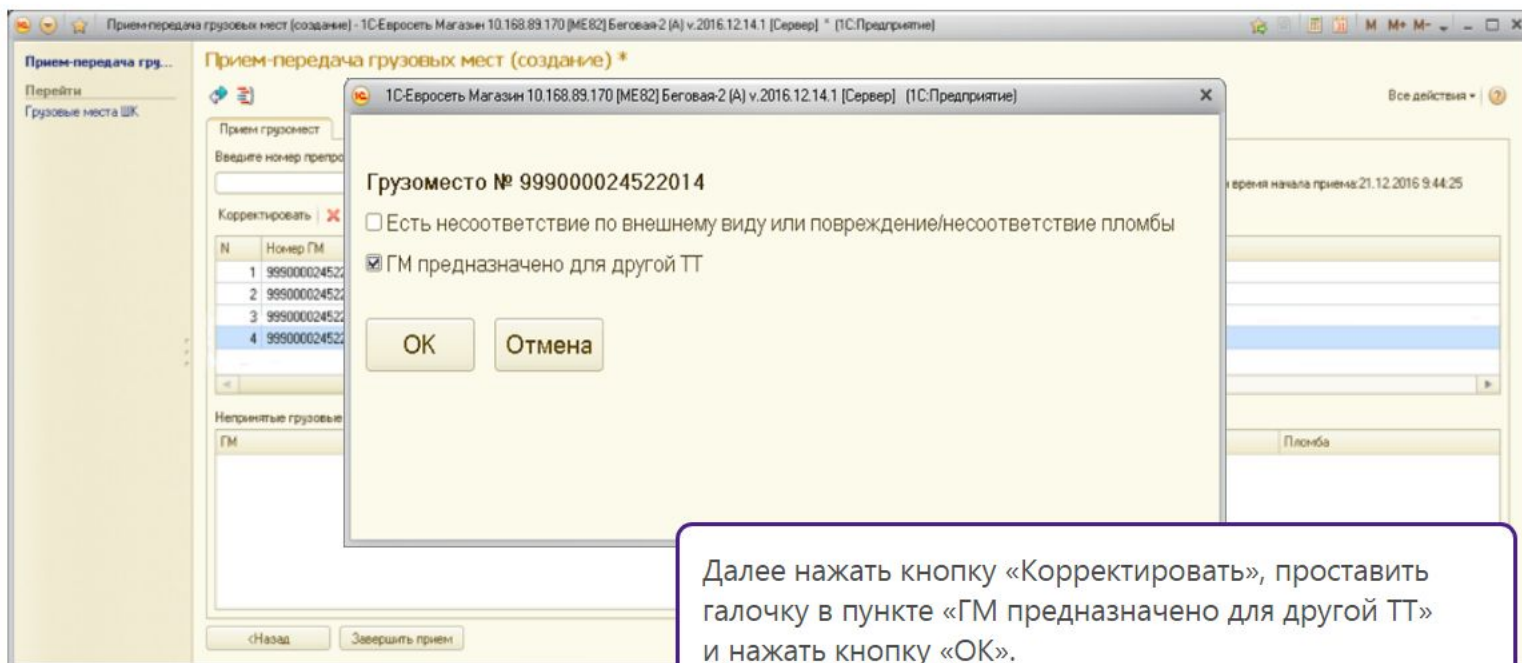 Прием-передача грузовых мест (создание) - 1С-Евросеть Магазин 10.168.89.170 [ME82] Беговая-2 (А) v.2016.12.14.1 [Сервер] * (1С:Предприятие)
M M+ M-
Прием-передача гру...
Перейти
Грузовые места ШК
Прием-передача грузовых мест (создание) *
Все действия
Прием грузомест
Введите номер препро
время начала приема: 21.12.2016 9:44:25
Корректировать
N Номер ГМ
1 99900002452
2 99900002452
3 99900002452
4 99900002452
Непринятые грузовые
ГМ
Пломба
<Назад Завершить прием
1С-Евросеть Магазин 10.168.89.170 [ME82] Беговая-2 (А) v.2016.12.14.1 [Сервер] (1С:Предприятие)
Грузоместо № 999000024522014
Есть несоответствие по внешнему виду или повреждение/несоответствие пломбы
ГМ предназначено для другой ТТ
ОК Отмена
Далее нажать кнопку «Корректировать», проставить
галочку в пункте «ГМ предназначено для другой ТТ»
и нажать кнопку «ОК».